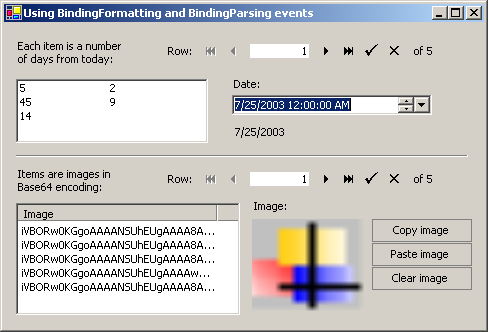 Using BindingFormatting and BindingParsing events
Each item is a number
of days from today:
Row: 1 of 5
5 2
45 9
14
Date:
7/25/2003 12:00:00 AM
7/25/2003
Items are images in
Base64 encoding:
Row: 1 of 5
Image
iVBORw0KGgoAAAANSUhEUgAAAA8A...
iVBORw0KGgoAAAANSUhEUgAAAA8A...
iVBORw0KGgoAAAANSUhEUgAAAA8A...
iVBORw0KGgoAAAANSUhEUgAAAAw...
iVBORw0KGgoAAAANSUhEUgAAAA8A...
Image:
Copy image
Paste image
Clear image